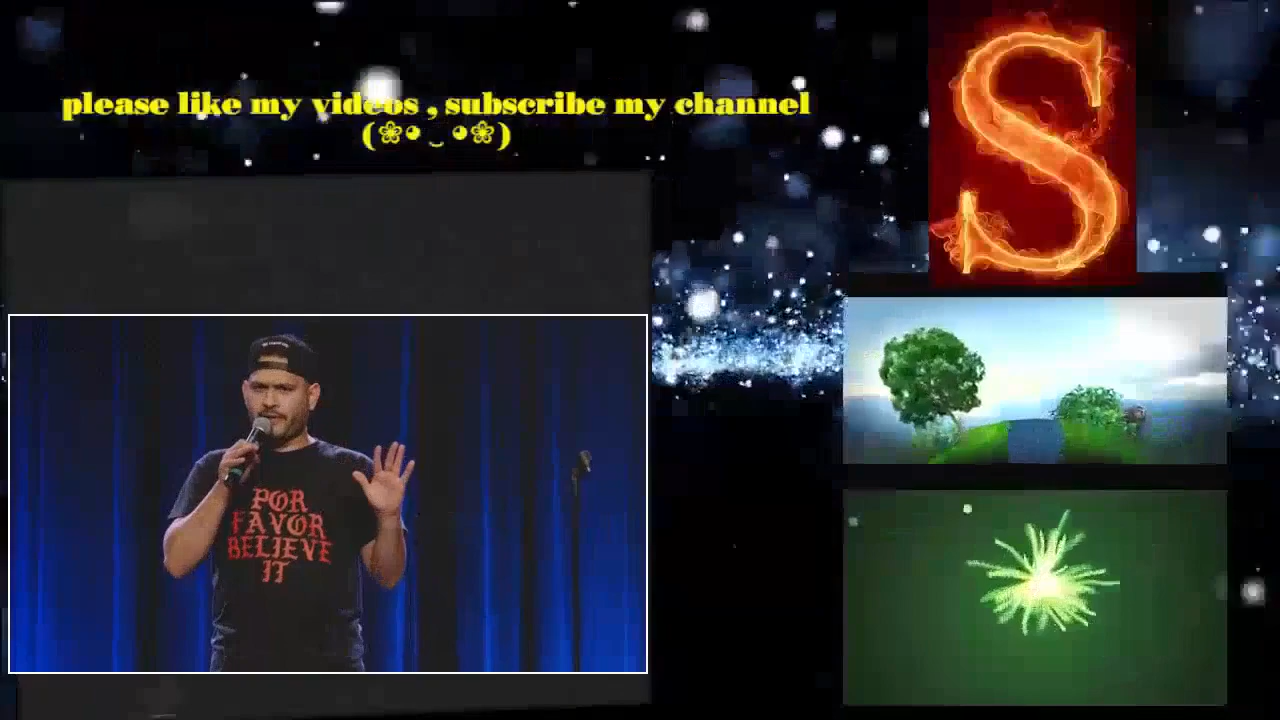 please like my videos , subscribe my channel
(❀◕ ‿ ◕❀)
S
POR
FAVOR
BELIEVE
IT